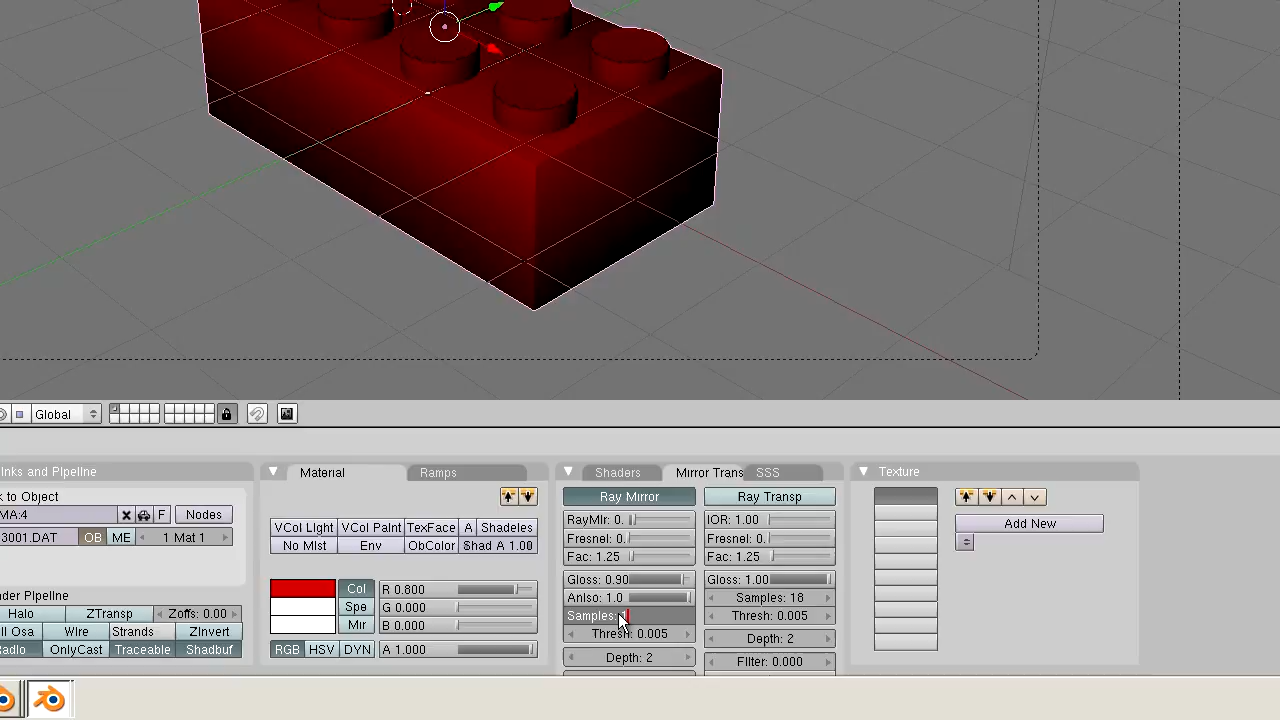 Global
inks and Pipeline
k to Object
MA:4
F
Nodes
3001.DAT
OB
ME
1 Mat 1
nder Pipeline
Halo
ZTransp
Zoffs: 0.00
ll Osa
Wire
Strands
ZInvert
Radio
OnlyCast
Traceable
Shadbuf
Material
Ramps
VCol Light
VCol Paint
TexFace
A
Shadeles
No Mist
Env
ObColor
Shad A 1.00
Col
R 0.800
Spe
G 0.000
Mir
B 0.000
RGB
HSV
DYN
A 1.000
Shaders
Mirror Trans
SSS
Ray Mirror
Ray Transp
RayMir: 0.
IOR: 1.00
Fresnel: 0.
Fresnel: 0.
Fac: 1.25
Fac: 1.25
Gloss: 0.90
Gloss: 1.00
Aniso: 1.0
Samples: 18
Samples:
Thresh: 0.005
Thresh: 0.005
Depth: 2
Depth: 2
Filter: 0.000
Texture
Add New